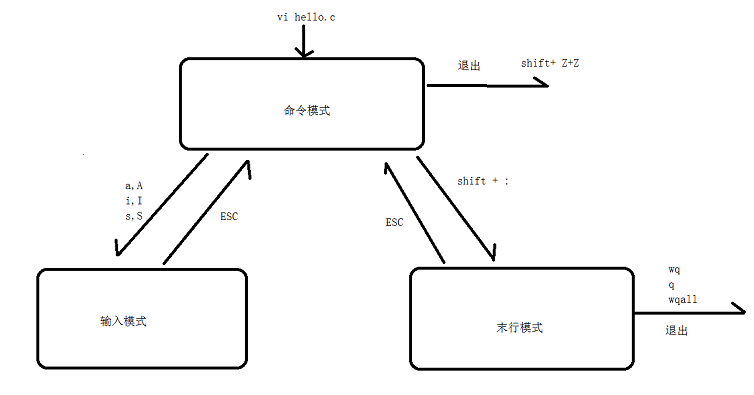 vi hello.c
退出
shift+ Z+Z
命令模式
a,A
i,I
s,S
ESC
ESC
shift + :
输入模式
末行模式
wq
q
wqall
退出